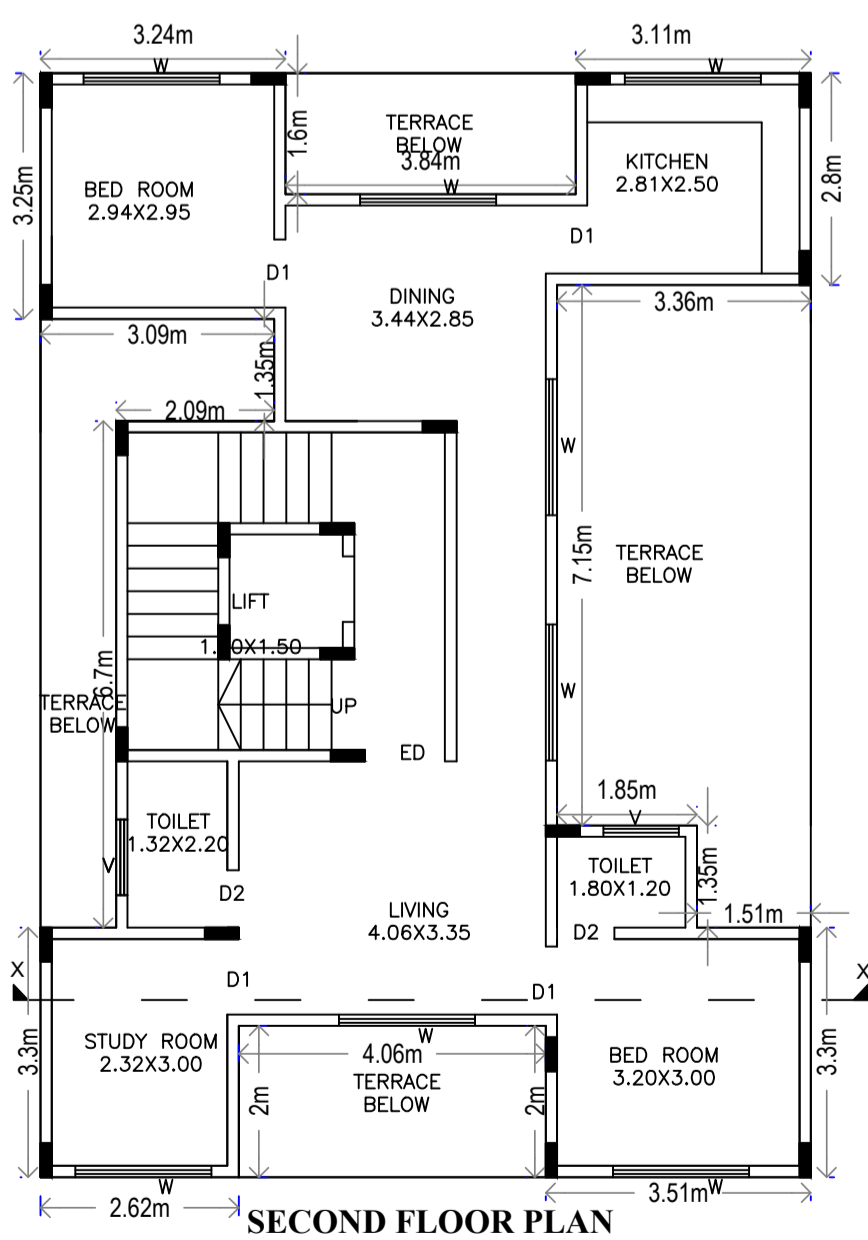 3.24m
3.11m
W
W
TERRACE
BELOW
3.84m
1.6m
W
KITCHEN
2.81X2.50
2.8m
3.25m
BED ROOM
2.94X2.95
D1
D1
DINING
3.44X2.85
3.36m
3.09m
1.35m
2.09m
W
7.15m
TERRACE
BELOW
LIFT
6.7m
TERRACE
BELOW
UP
W
ED
1.85m
V
TOILET
1.32X2.20
V
D2
TOILET
1.80X1.20
1.35m
1.51m
LIVING
4.06X3.35
D2
X
D1
D1
X
STUDY ROOM
2.32X3.00
3.3m
W
4.06m
TERRACE
BELOW
2m
2m
BED ROOM
3.20X3.00
3.3m
W
2.62m
W
3.51m
SECOND FLOOR PLAN